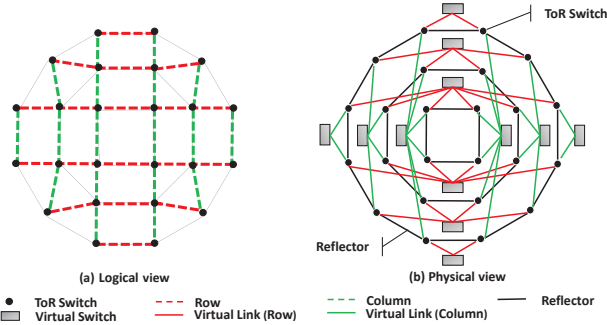 ToR Switch
Reflector
(a) Logical view
(b) Physical view
ToR Switch
Row
Column
Reflector
Virtual Switch
Virtual Link (Row)
Virtual Link (Column)